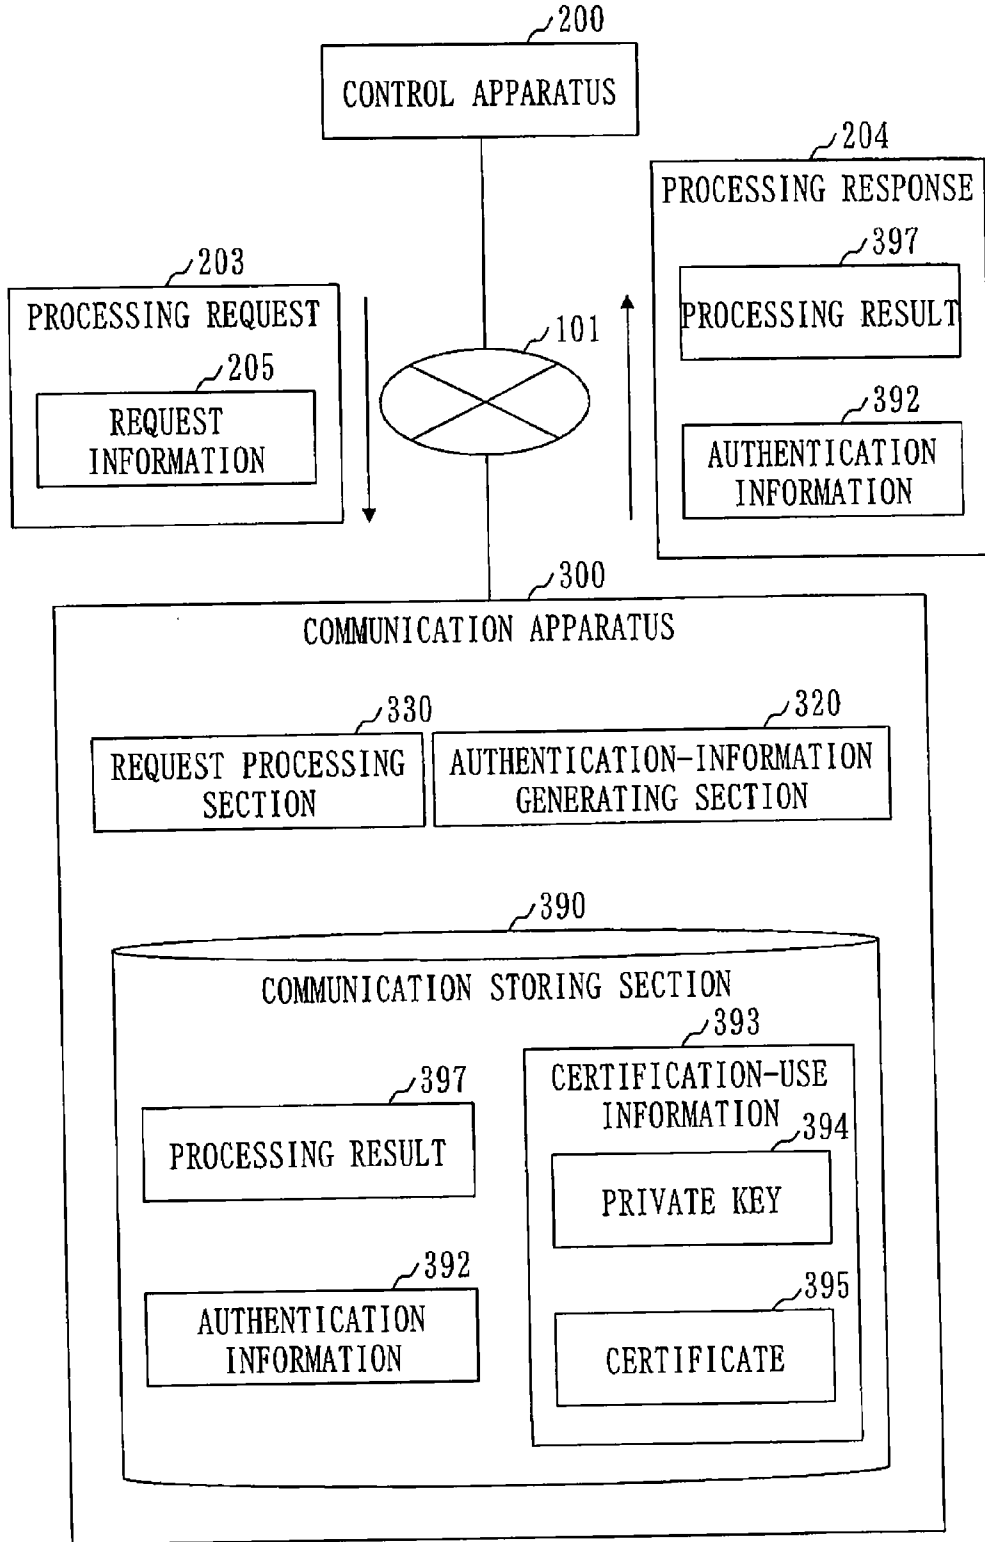 200
CONTROL APPARATUS
204
PROCESSING RESPONSE
397
PROCESSING RESULT
392
AUTHENTICATION
INFORMATION
203
PROCESSING REQUEST
205
REQUEST
INFORMATION
101
300
COMMUNICATION APPARATUS
330
REQUEST PROCESSING
SECTION
320
AUTHENTICATION-INFORMATION
GENERATING SECTION
390
COMMUNICATION STORING SECTION
397
PROCESSING RESULT
392
AUTHENTICATION
INFORMATION
393
CERTIFICATION-USE
INFORMATION
394
PRIVATE KEY
395
CERTIFICATE